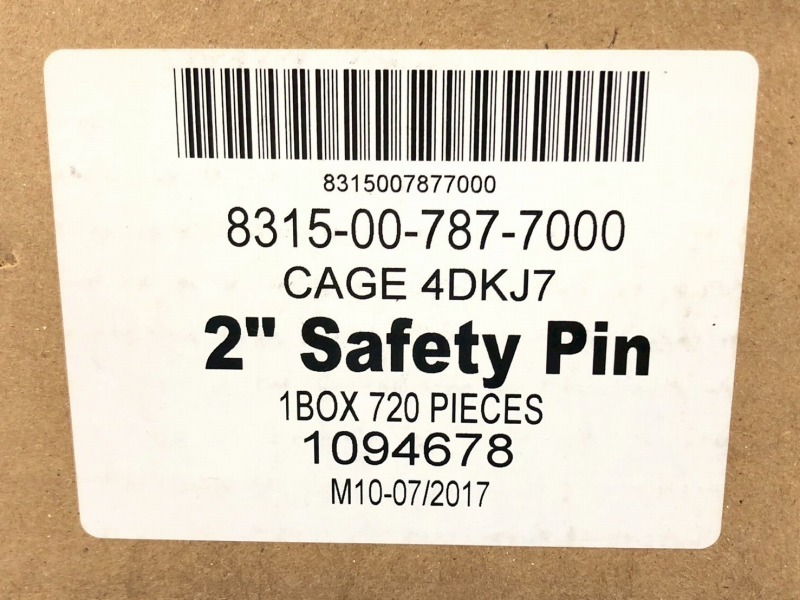 8315007877000
8315-00-787-7000
CAGE 4DKJ7
2" Safety Pin
1BOX 720 PIECES
1094678
M10-07/2017